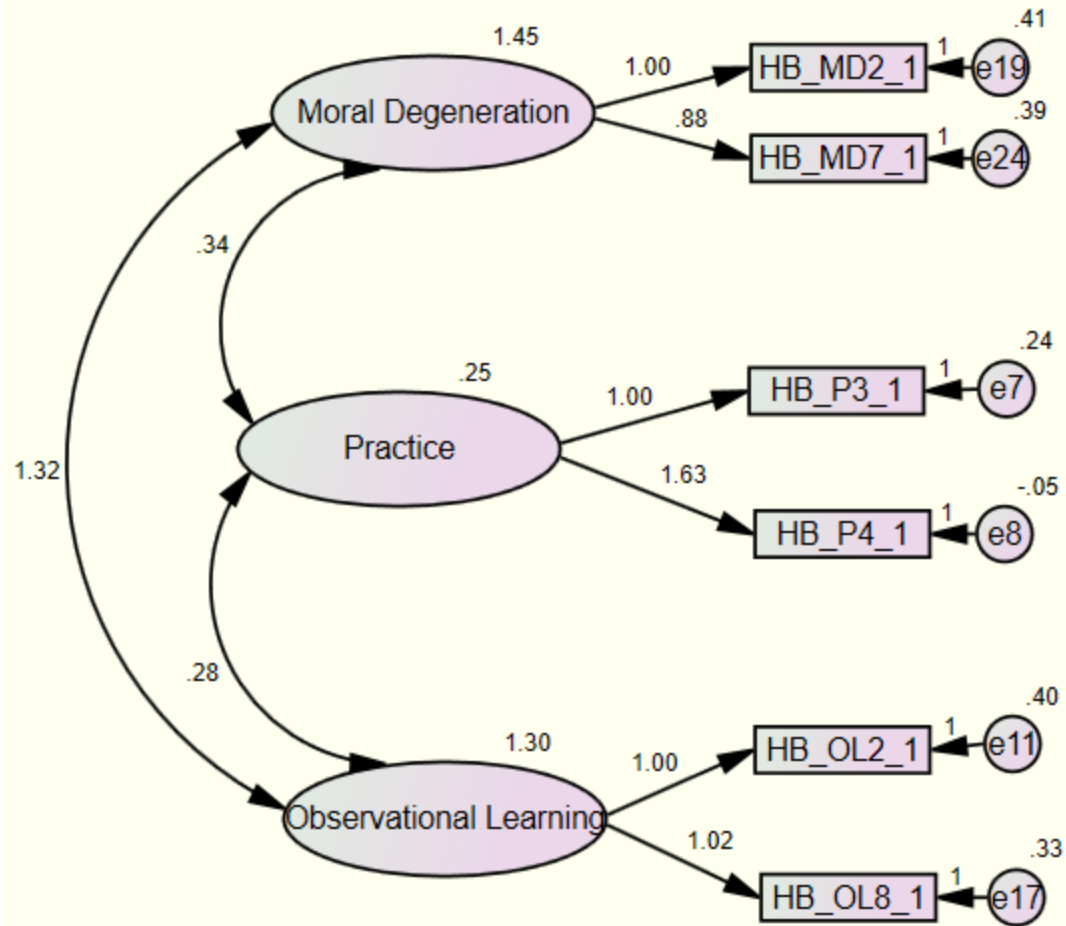 .41
1.45
1.00
HB_MD2_1
1
e19
Moral Degeneration
.39
.88
HB_MD7_1
1
e24
.34
.24
.25
1.00
HB_P3_1
1
e7
Practice
1.32
1.63
-.05
HB_P4_1
1
e8
.28
.40
1.30
1.00
HB_OL2_1
1
e11
Observational Learning
1.02
.33
HB_OL8_1
1
e17